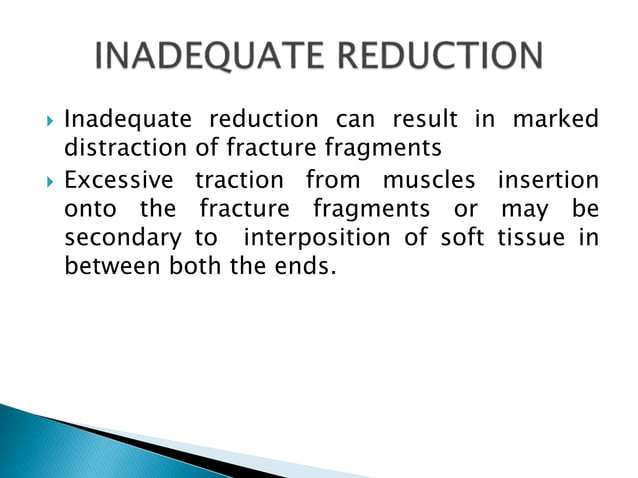 INADEQUATE REDUCTION
Inadequate reduction can result in marked
distraction of fracture fragments
Excessive traction from muscles insertion
onto the fracture fragments or may be
secondary to interposition of soft tissue in
between both the ends.